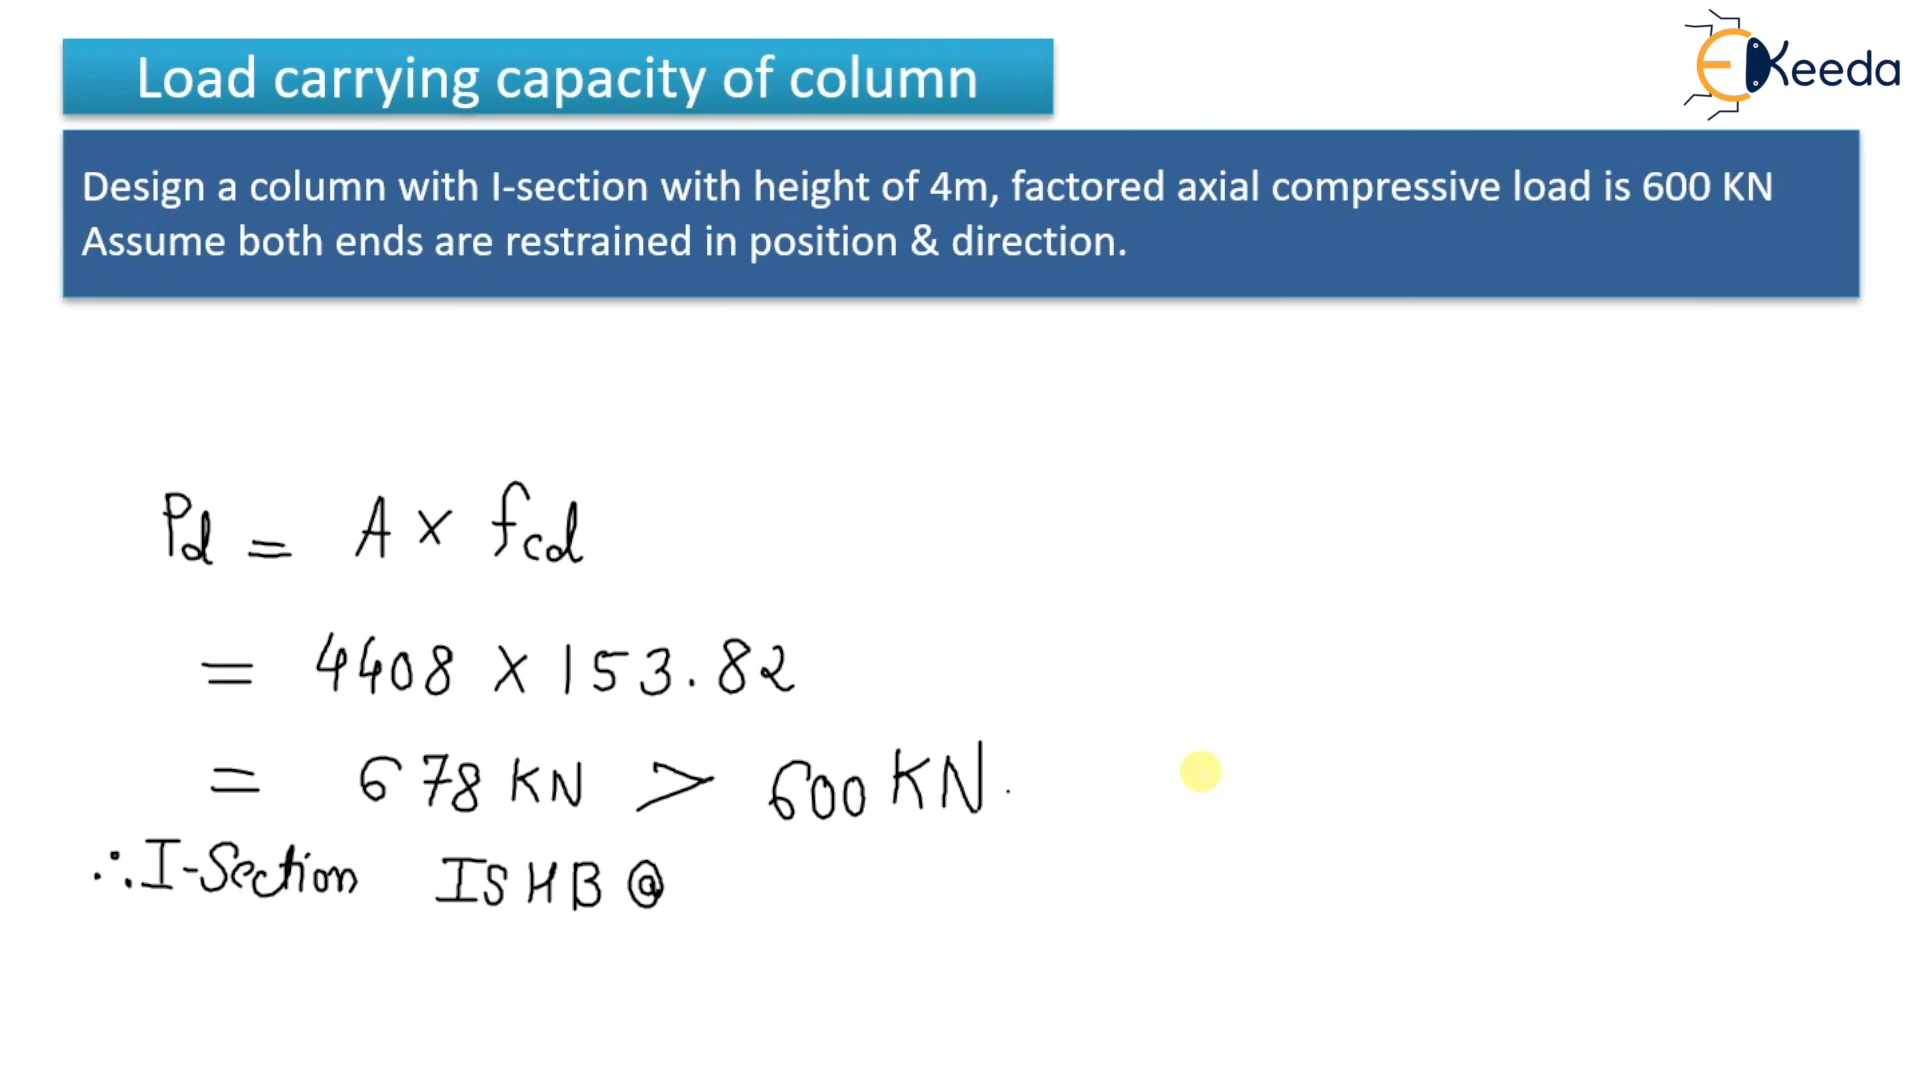 Load carrying capacity of column
EKeeda
Design a column with I-section with height of 4m, factored axial compressive load is 600 KN
Assume both ends are restrained in position & direction.
Pd = A × fcd
= 4408 × 153.82
= 678 KN > 600 KN.
∴ I-Section ISHB @